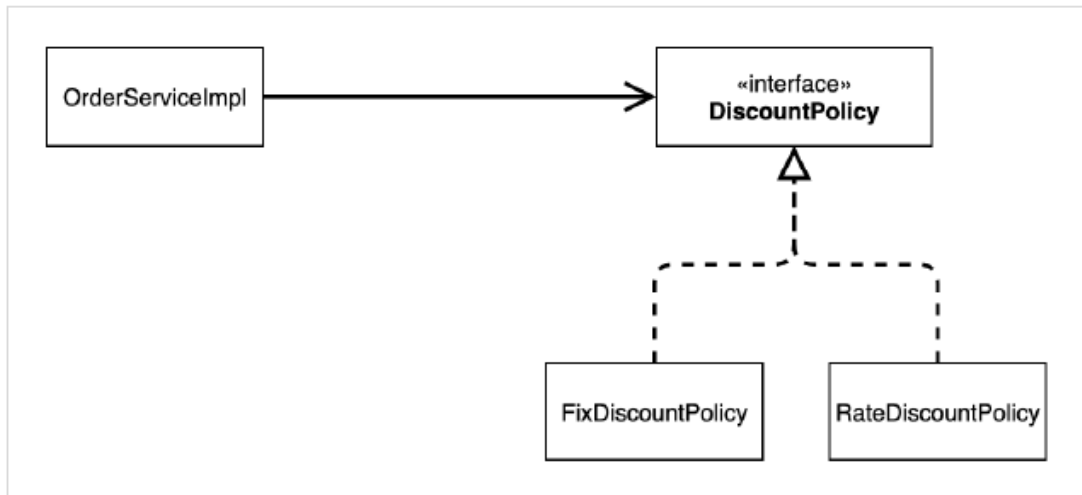 OrderServiceImpl
«interface»
DiscountPolicy
FixDiscountPolicy
RateDiscountPolicy